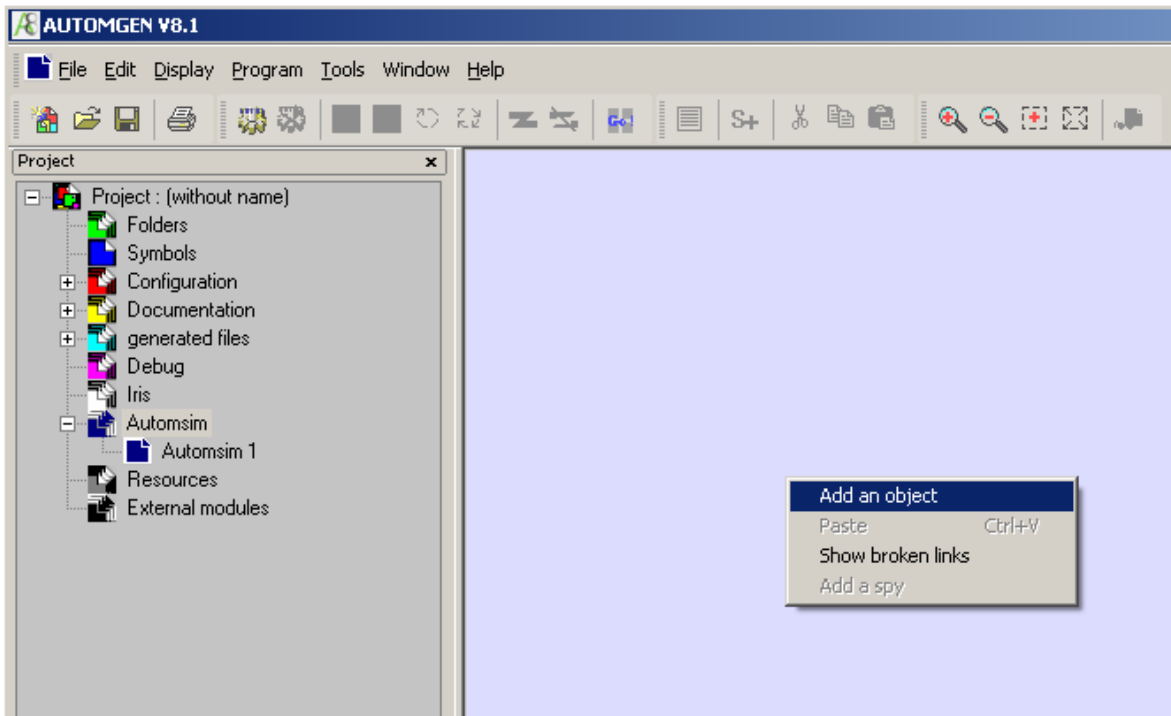 AUTOMGEN V8.1
File Edit Display Program Tools Window Help
Go!
S+
Project
Project : (without name)
Folders
Symbols
Configuration
Documentation
generated files
Debug
Iris
Automsim
Automsim 1
Resources
External modules
Add an object
Paste Ctrl+V
Show broken links
Add a spy